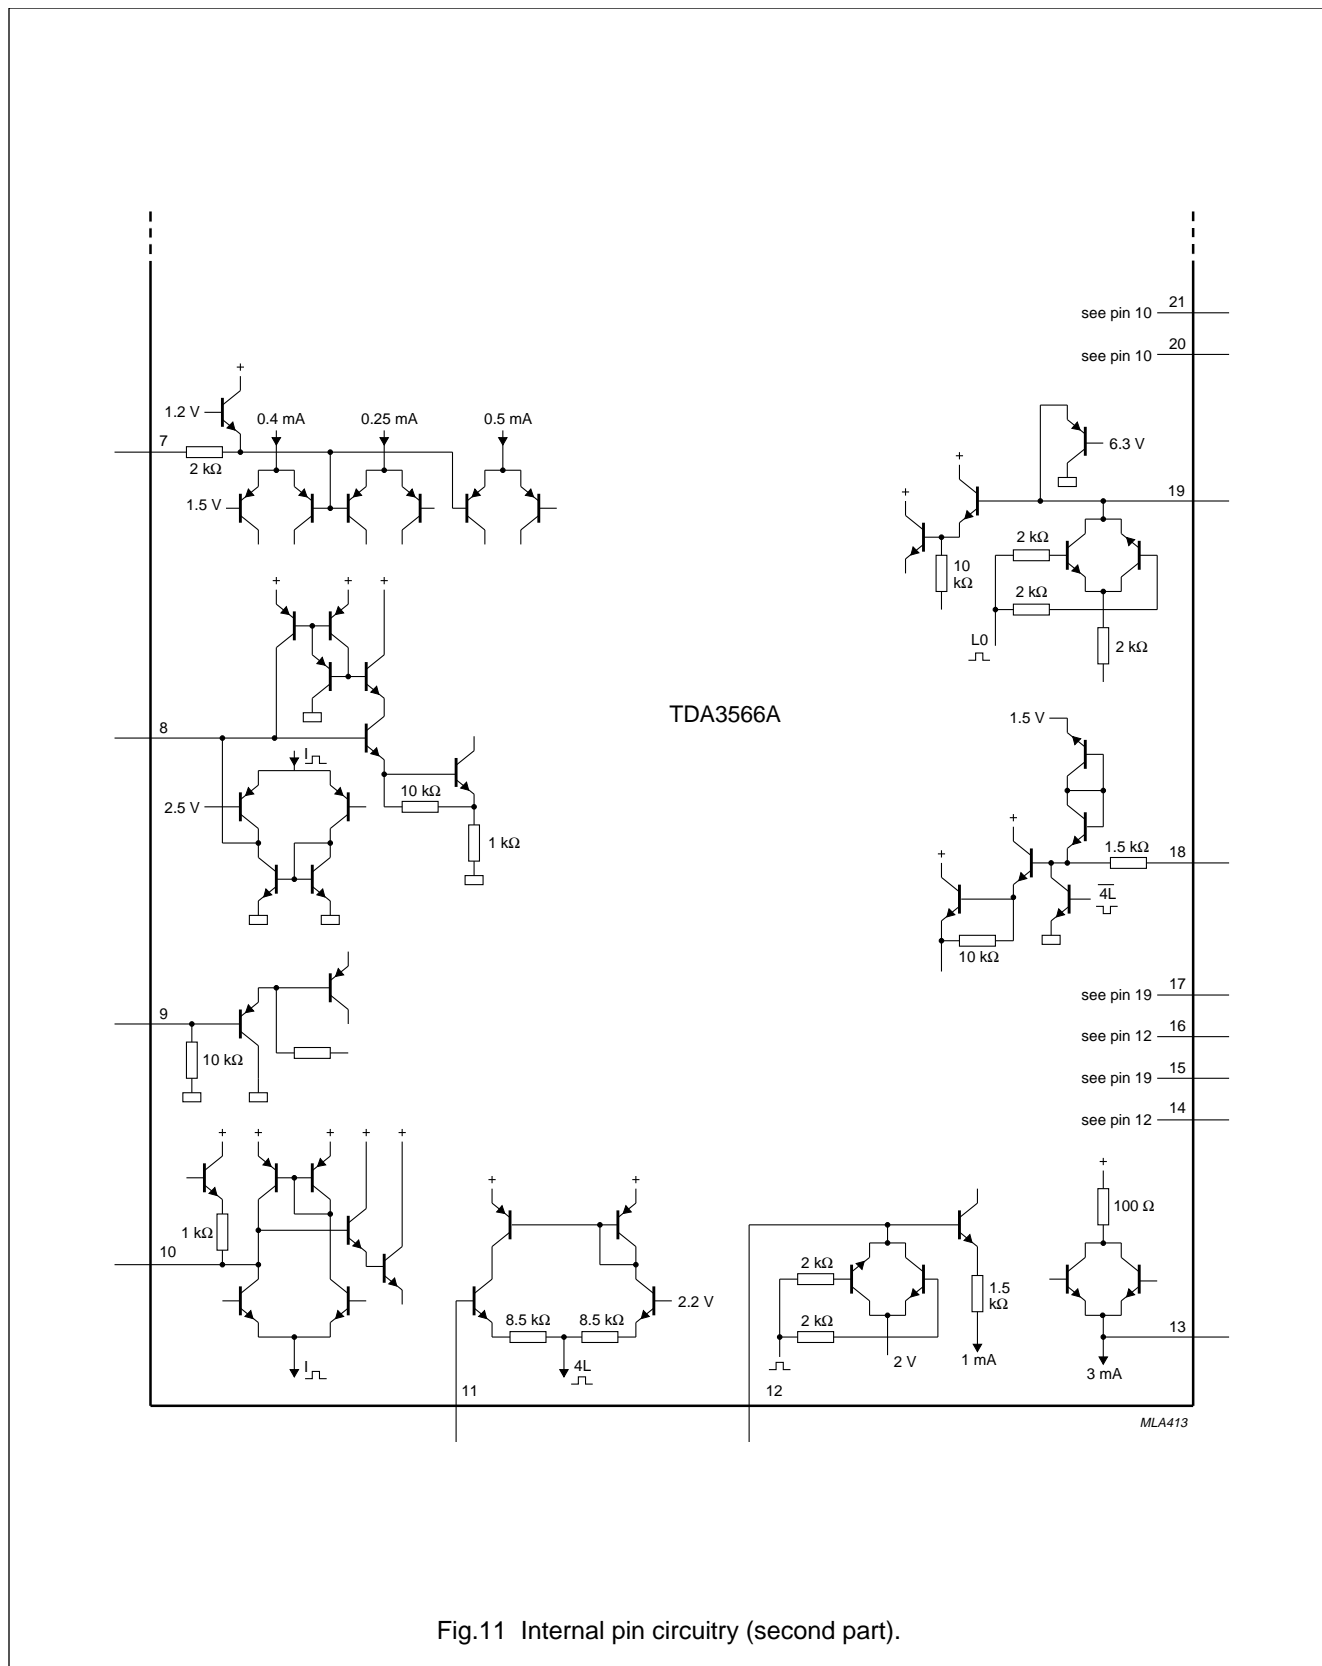 21
see pin 10
20
see pin 10
+
1.2 V
0.4 mA
0.25 mA
0.5 mA
7
2 kΩ
1.5 V
6.3 V
+
19
+
2 kΩ
10
kΩ
2 kΩ
L0
2 kΩ
+
+
+
TDA3566A
8
I
2.5 V
10 kΩ
1 kΩ
1.5 V
+
1.5 kΩ
18
+
4L
10 kΩ
9
10 kΩ
17
see pin 19
16
see pin 12
15
see pin 19
14
see pin 12
+
+
+
+
+
1 kΩ
10
I
+
+
2.2 V
8.5 kΩ
8.5 kΩ
4L
11
2 kΩ
2 kΩ
2 V
1.5
kΩ
1 mA
12
+
100 Ω
13
3 mA
MLA413
Fig.11 Internal pin circuitry (second part).